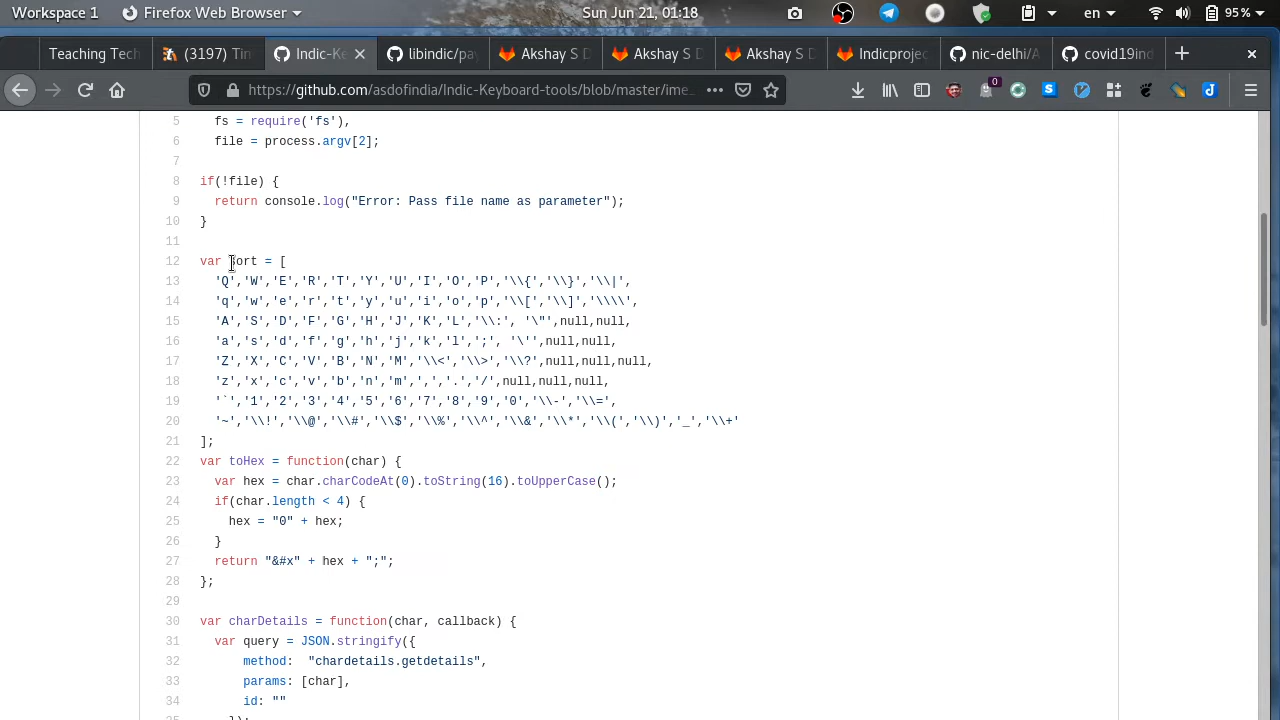 Workspace 1 Firefox Web Browser Sun Jun 21, 01:18 en 95%
Teaching Tech (3197) Tin Indic-Ke libindic/pay Akshay S D Akshay S D Akshay S D Indicproje nic-delhi/A covid19ind
https://github.com/asdofindia/Indic-Keyboard-tools/blob/master/ime… 0
5 fs = require('fs'),
6 file = process.argv[2];
7
8 if(!file) {
9 return console.log("Error: Pass file name as parameter");
10 }
11
12 var sort = [
13 'Q','W','E','R','T','Y','U','I','O','P','\\{','\\}','\\|',
14 'q','w','e','r','t','y','u','i','o','p','\\[','\\]','\\\\',
15 'A','S','D','F','G','H','J','K','L','\\:', '\"',null,null,
16 'a','s','d','f','g','h','j','k','l',';', '\'',null,null,
17 'Z','X','C','V','B','N','M','\\<','\\>','\\?',null,null,null,
18 'z','x','c','v','b','n','m',',','.','/',null,null,null,
19 '`','1','2','3','4','5','6','7','8','9','0','\\-','\\=',
20 '~','\\!','\\@','\\#','\\$','\\%','\\^','\\&','\\*','\\(','\\)','_','\\+'
21 ];
22 var toHex = function(char) {
23 var hex = char.charCodeAt(0).toString(16).toUpperCase();
24 if(char.length < 4) {
25 hex = "0" + hex;
26 }
27 return "&#x" + hex + ";";
28 };
29
30 var charDetails = function(char, callback) {
31 var query = JSON.stringify({
32 method: "chardetails.getdetails",
33 params: [char],
34 id: ""
35 });